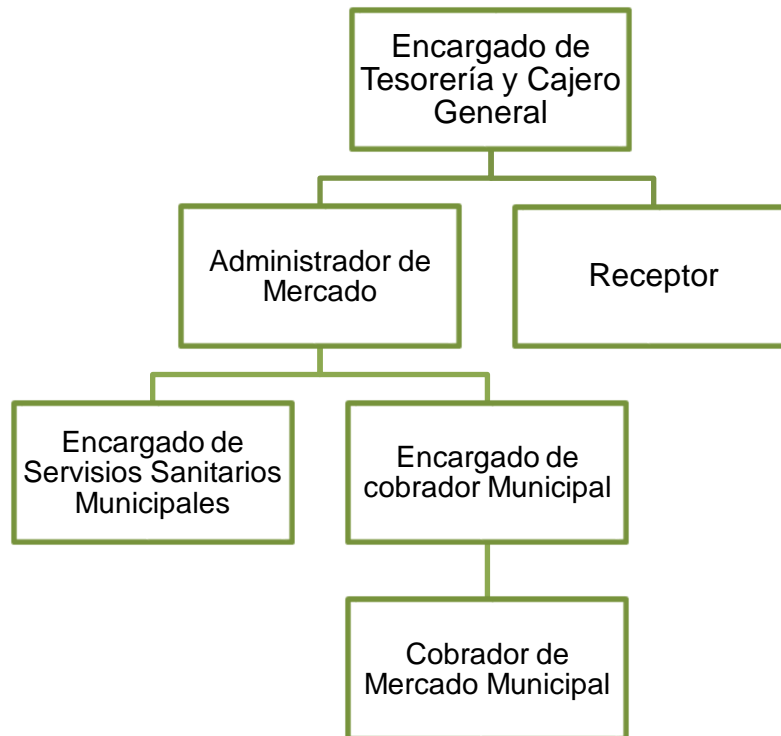 Encargado de
Tesorería y Cajero
General
Administrador de
Mercado
Receptor
Encargado de
Servisios Sanitarios
Municipales
Encargado de
cobrador Municipal
Cobrador de
Mercado Municipal